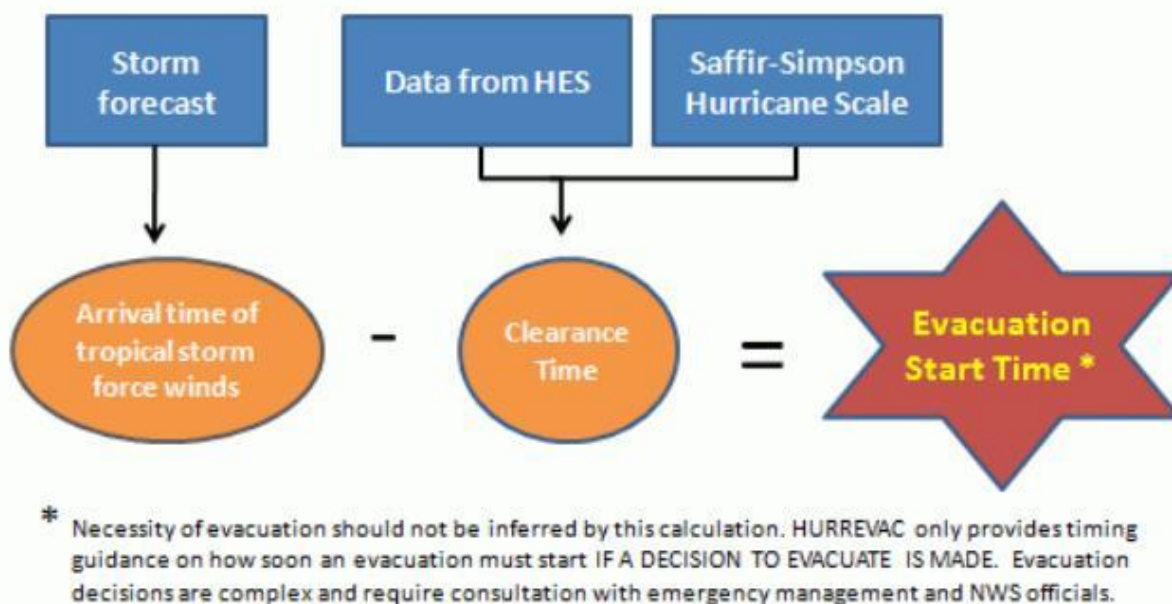 Storm
forecast
Data from HES
Saffir-Simpson
Hurricane Scale
Arrival time of
tropical storm
force winds
-
Clearance
Time
=
Evacuation
Start Time *
* Necessity of evacuation should not be inferred by this calculation. HURREVAC only provides timing
guidance on how soon an evacuation must start IF A DECISION TO EVACUATE IS MADE. Evacuation
decisions are complex and require consultation with emergency management and NWS officials.